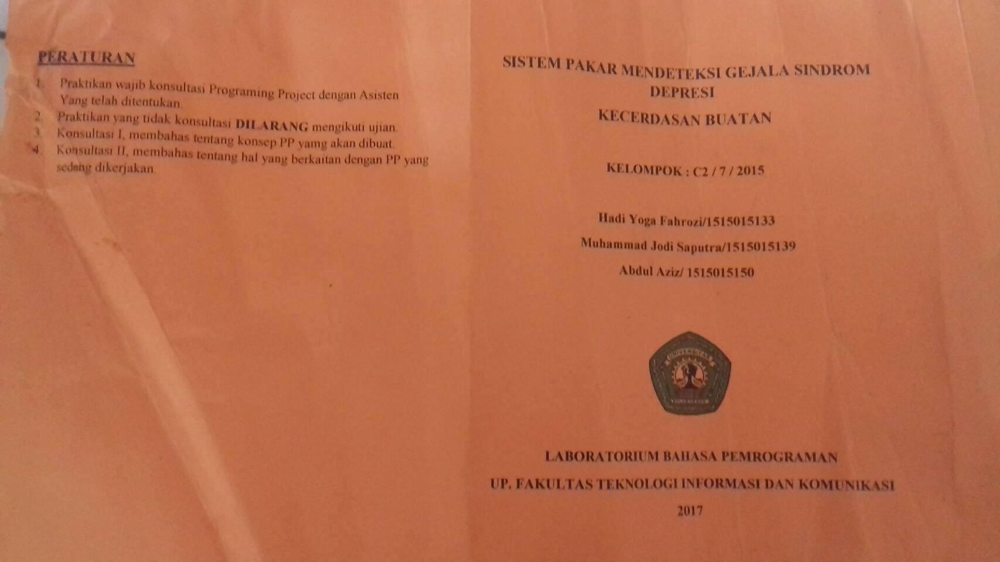 PERATURAN
1. Praktikan wajib konsultasi Programing Project dengan Asisten
Yang telah ditentukan.
2. Praktikan yang tidak konsultasi DILARANG mengikuti ujian.
3. Konsultasi I, membahas tentang konsep PP yamg akan dibuat.
4. Konsultasi II, membahas tentang hal yang berkaitan dengan PP yang
sedang dikerjakan.
SISTEM PAKAR MENDETEKSI GEJALA SINDROM
DEPRESI
KECERDASAN BUATAN
KELOMPOK : C2 / 7 / 2015
Hadi Yoga Fahrozi/1515015133
Muhammad Jodi Saputra/1515015139
Abdul Aziz/ 1515015150
UNIVERSITAS
MULAWARMAN
LABORATORIUM BAHASA PEMROGRAMAN
UP. FAKULTAS TEKNOLOGI INFORMASI DAN KOMUNIKASI
2017